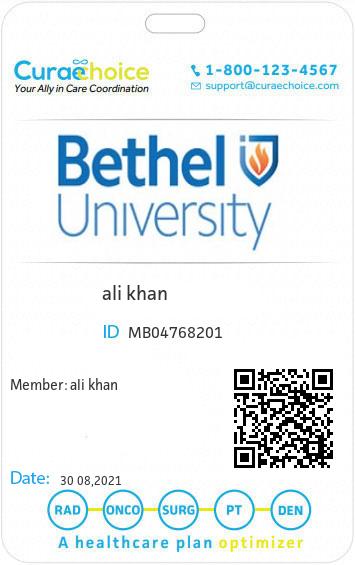 Curaechoice
Your Ally in Care Coordination
1-800-123-4567
support@curaechoice.com
Bethel
University
ali khan
ID MB04768201
Member: ali khan
Date: 30 08,2021
RAD ONCO SURG PT DEN
A healthcare plan optimizer